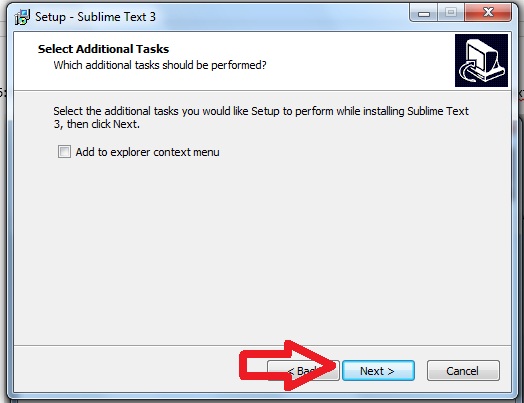 Setup - Sublime Text 3
Select Additional Tasks
Which additional tasks should be performed?
Select the additional tasks you would like Setup to perform while installing Sublime Text
3, then click Next.
Add to explorer context menu
< Back
Next >
Cancel